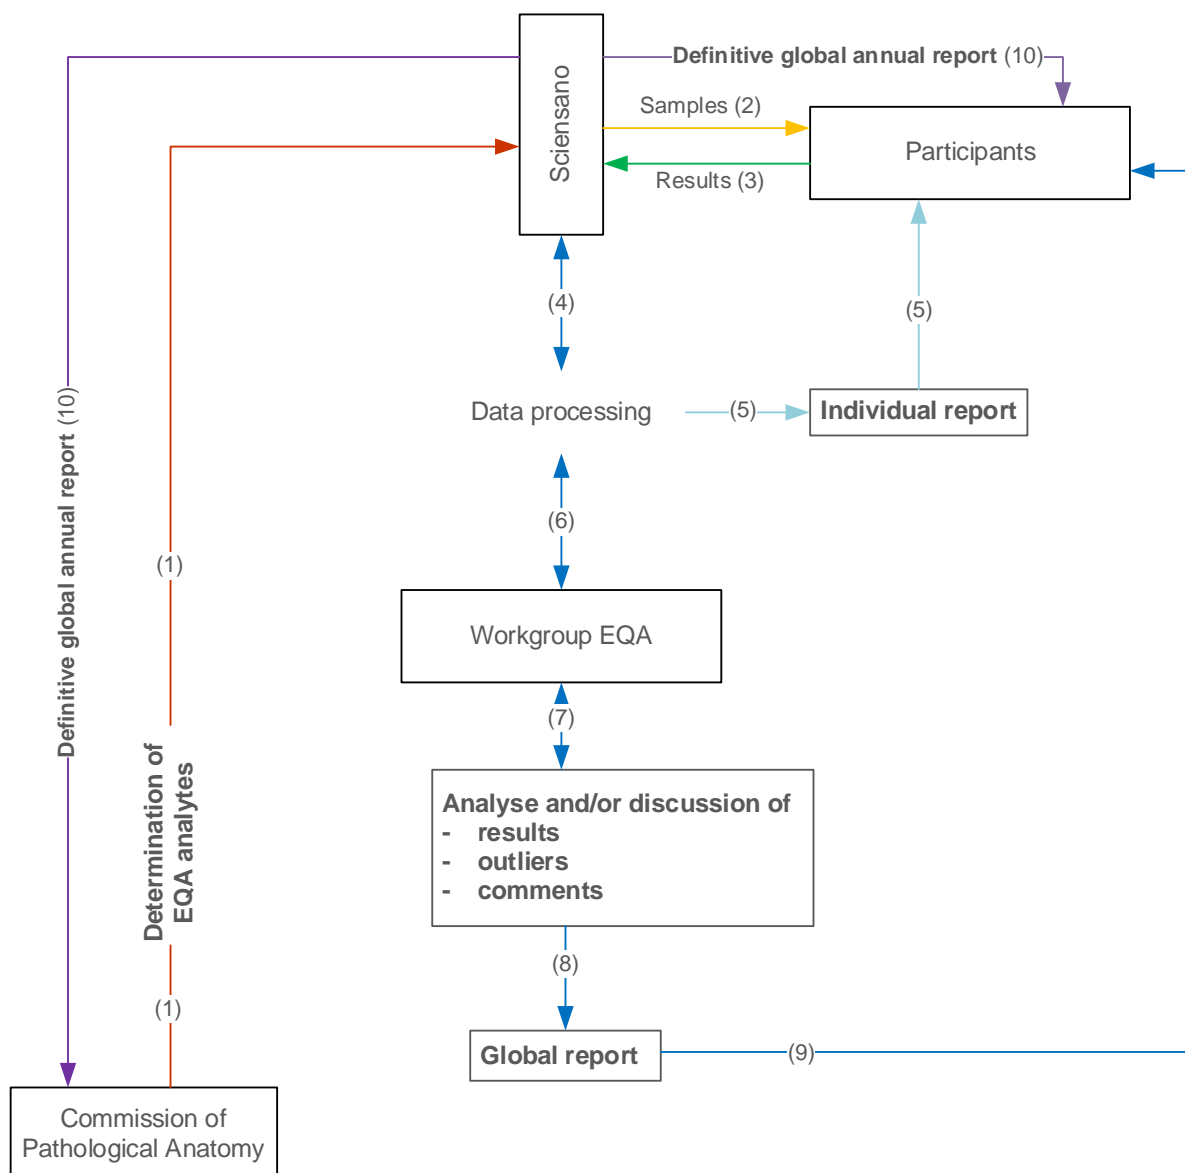 Sciensano
Definitive global annual report (10)
Samples (2)
Results (3)
Participants
(4)
(5)
Data processing
(5)
Individual report
Definitive global annual report (10)
(6)
(1)
Workgroup EQA
(7)
Determination of
EQA analytes
Analyse and/or discussion of
- results
- outliers
- comments
(8)
(1)
Global report
(9)
Commission of
Pathological Anatomy